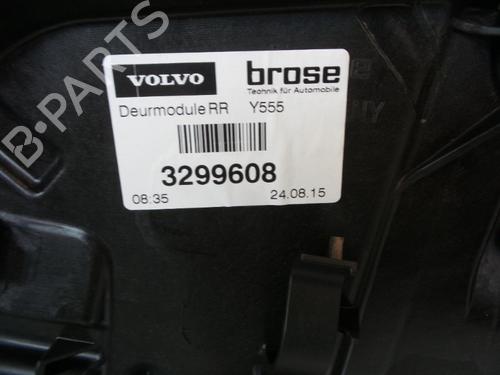 B-PARTS
VOLVO
brose
Technik für Automobile
Deurmodule RR Y555
3299608
08:35 24.08.15